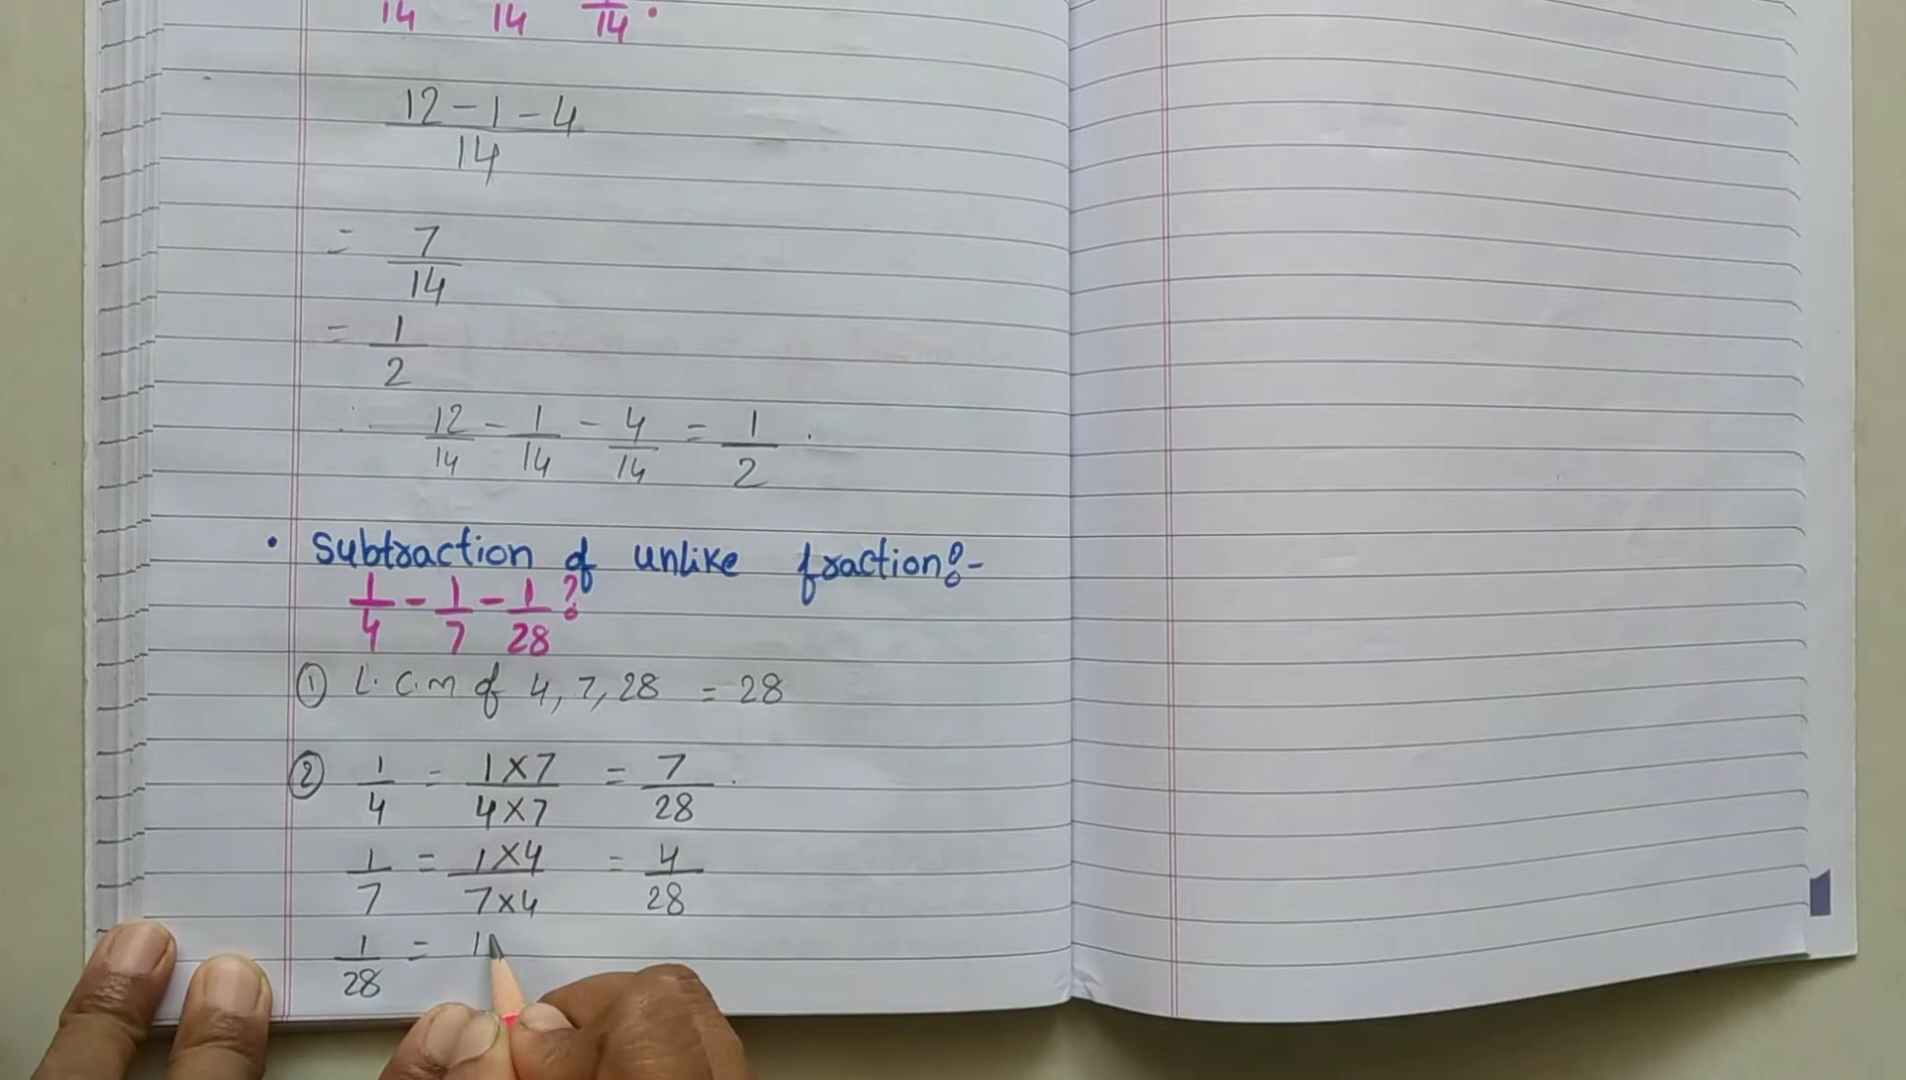 14 14 14.
12 - 1 - 4
14
= 7
14
= 1
2
∴ 12/14 - 1/14 - 4/14 = 1/2 .
• Subtraction of unlike fraction:-
1/4 - 1/7 - 1/28 ?
① L.C.M of 4, 7, 28 = 28
② 1/4 = 1×7/4×7 = 7/28 .
1/7 = 1×4/7×4 = 4/28
1/28 = 1